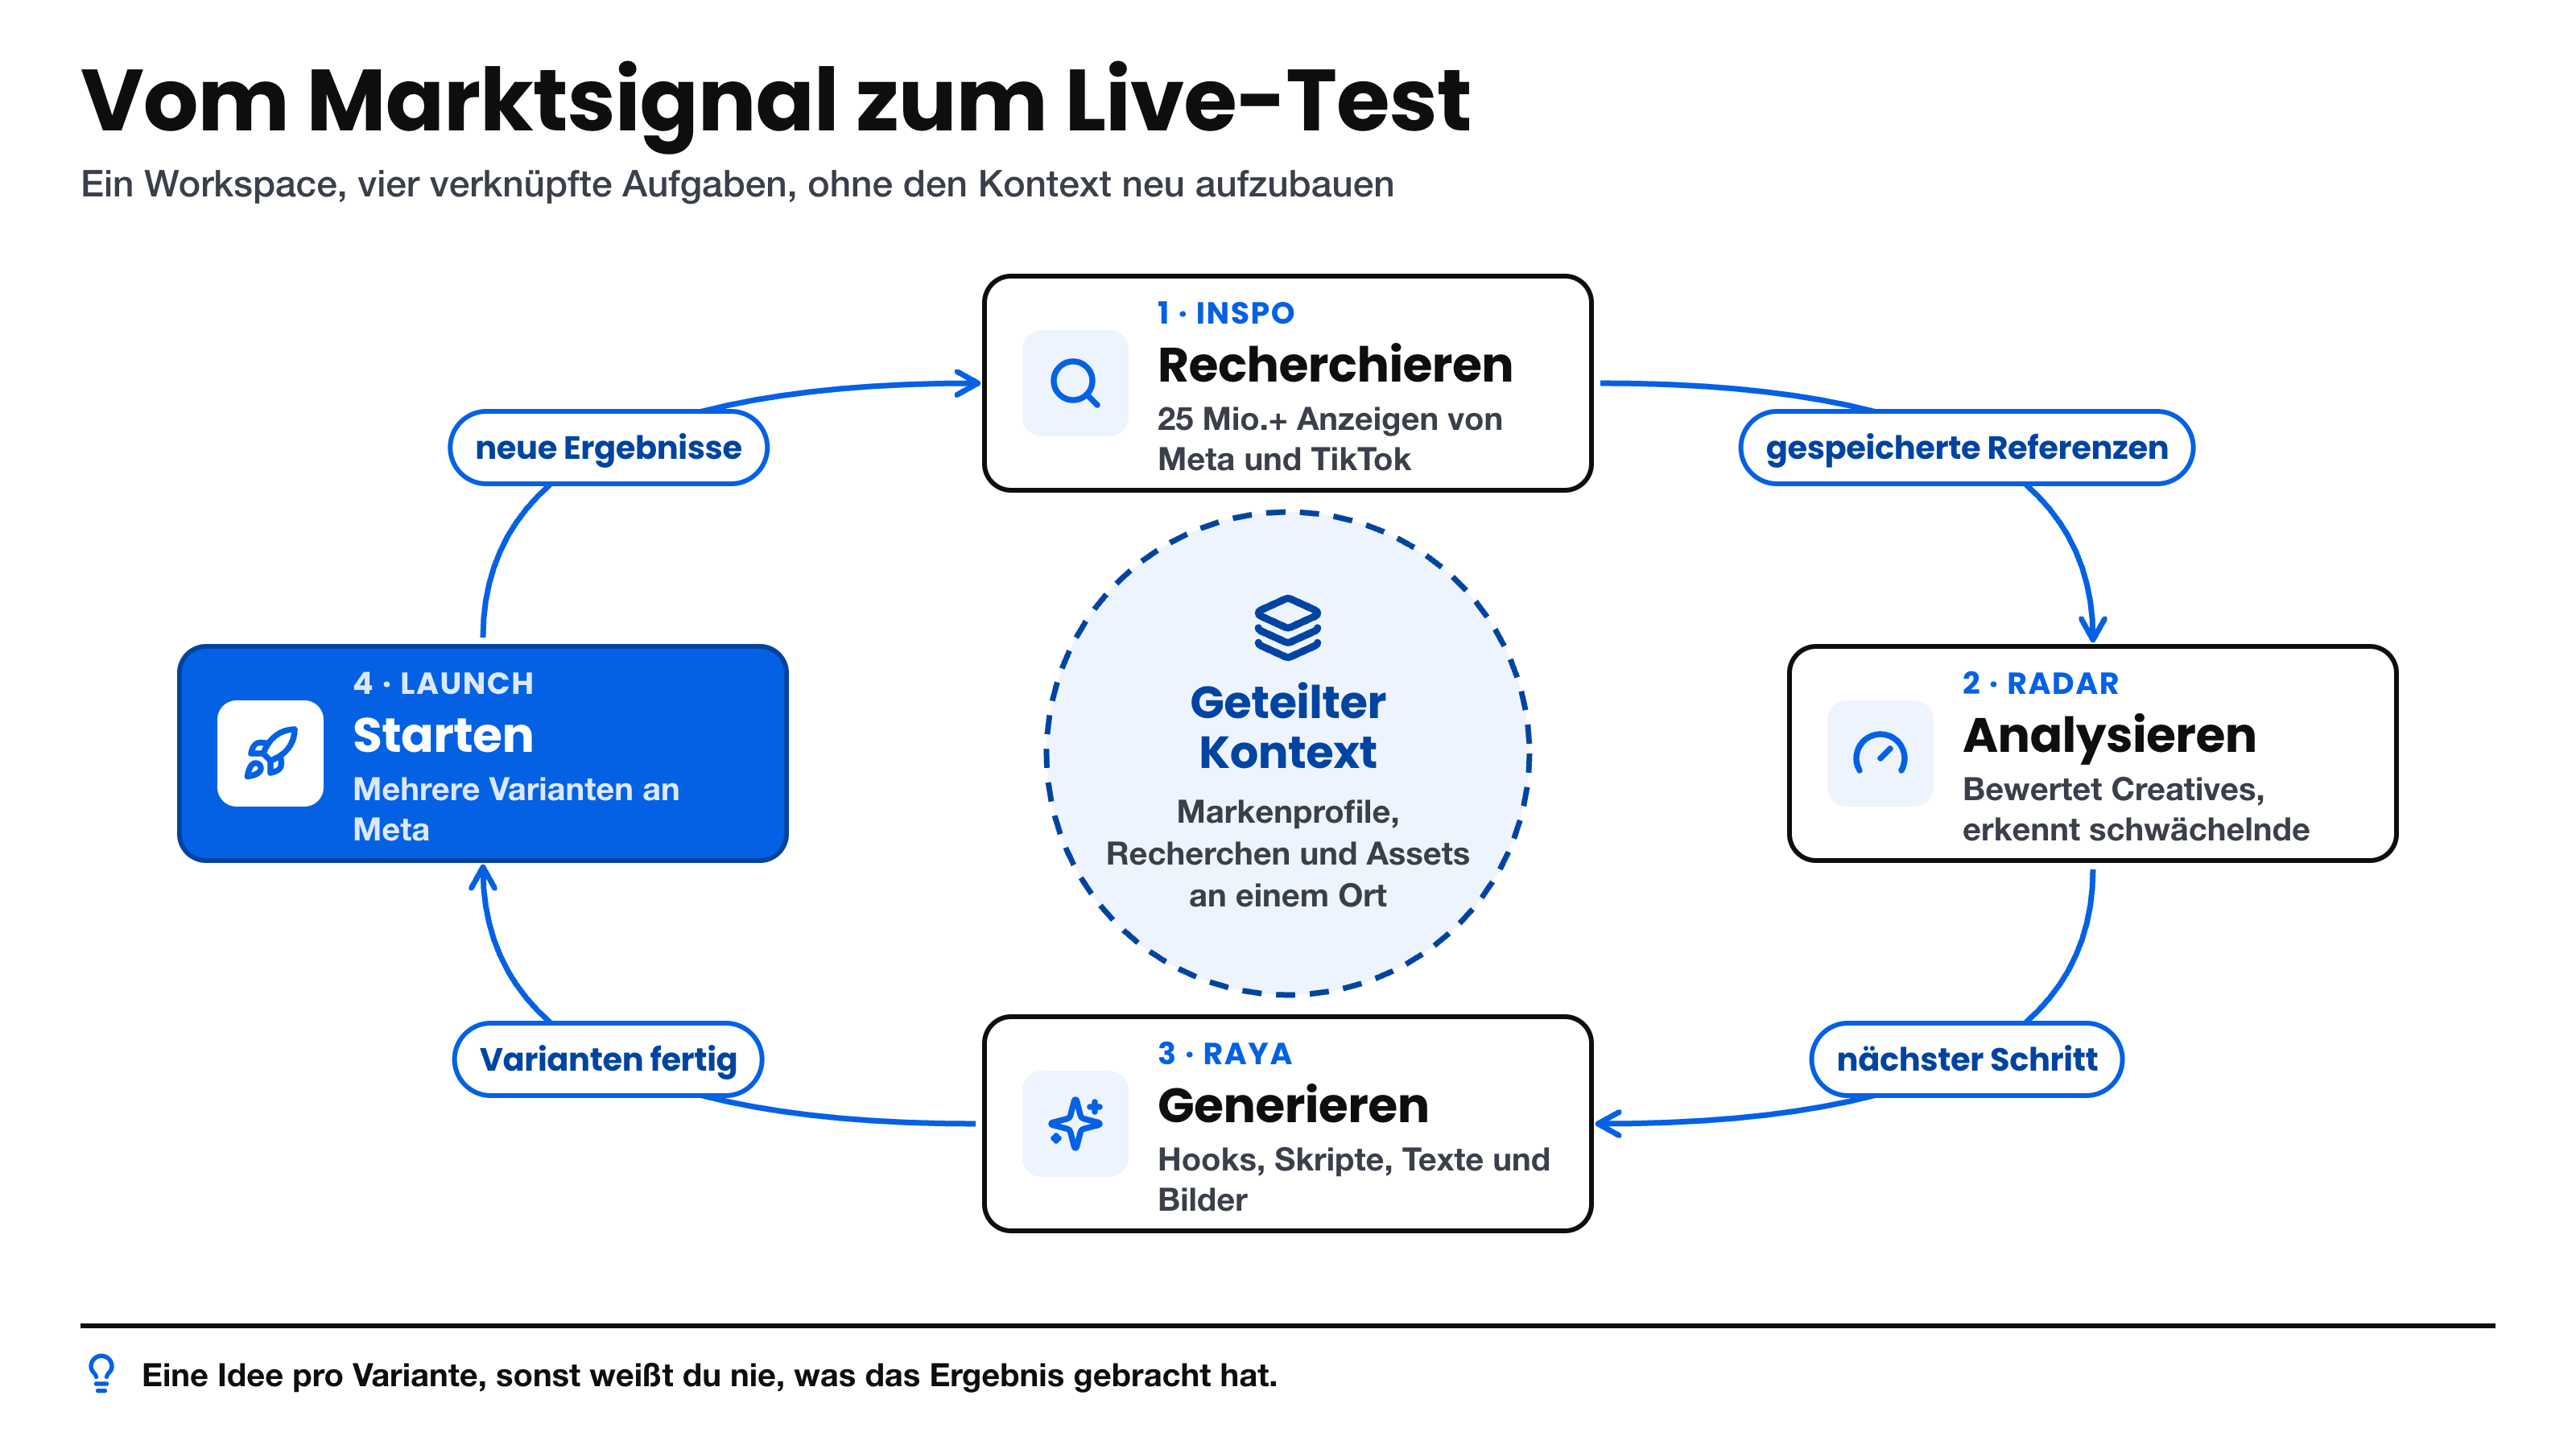 Vom Marktsignal zum Live-Test
Ein Workspace, vier verknüpfte Aufgaben, ohne den Kontext neu aufzubauen
1 · INSPO
Recherchieren
25 Mio.+ Anzeigen von
Meta und TikTok
neue Ergebnisse
gespeicherte Referenzen
4 · LAUNCH
Starten
Mehrere Varianten an
Meta
Geteilter
Kontext
Markenprofile,
Recherchen und Assets
an einem Ort
2 · RADAR
Analysieren
Bewertet Creatives,
erkennt schwächelnde
Varianten fertig
nächster Schritt
3 · RAYA
Generieren
Hooks, Skripte, Texte und
Bilder
Eine Idee pro Variante, sonst weißt du nie, was das Ergebnis gebracht hat.